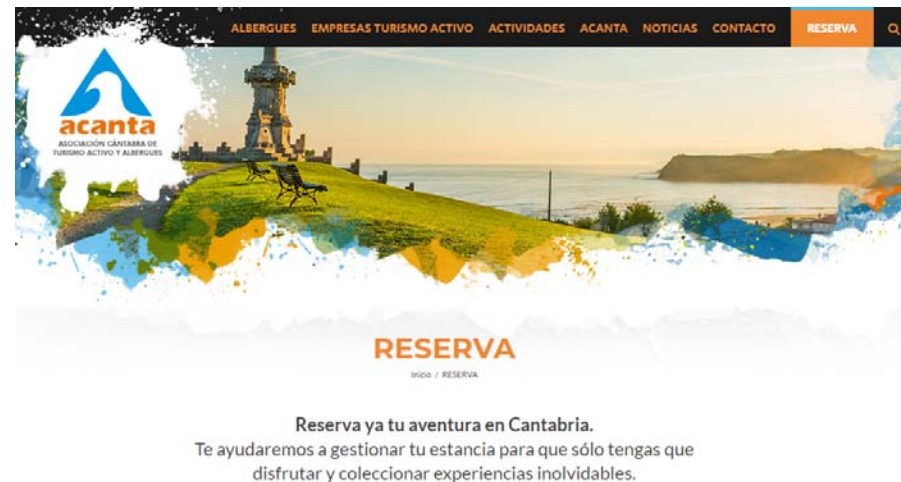 ALBERGUES EMPRESAS TURISMO ACTIVO ACTIVIDADES ACANTA NOTICIAS CONTACTO RESERVA
acanta
ASOCIACIÓN CÁNTABRA DE
TURISMO ACTIVO Y ALBERGUES
RESERVA
Inicio / RESERVA
Reserva ya tu aventura en Cantabria.
Te ayudaremos a gestionar tu estancia para que sólo tengas que
disfrutar y coleccionar experiencias inolvidables.